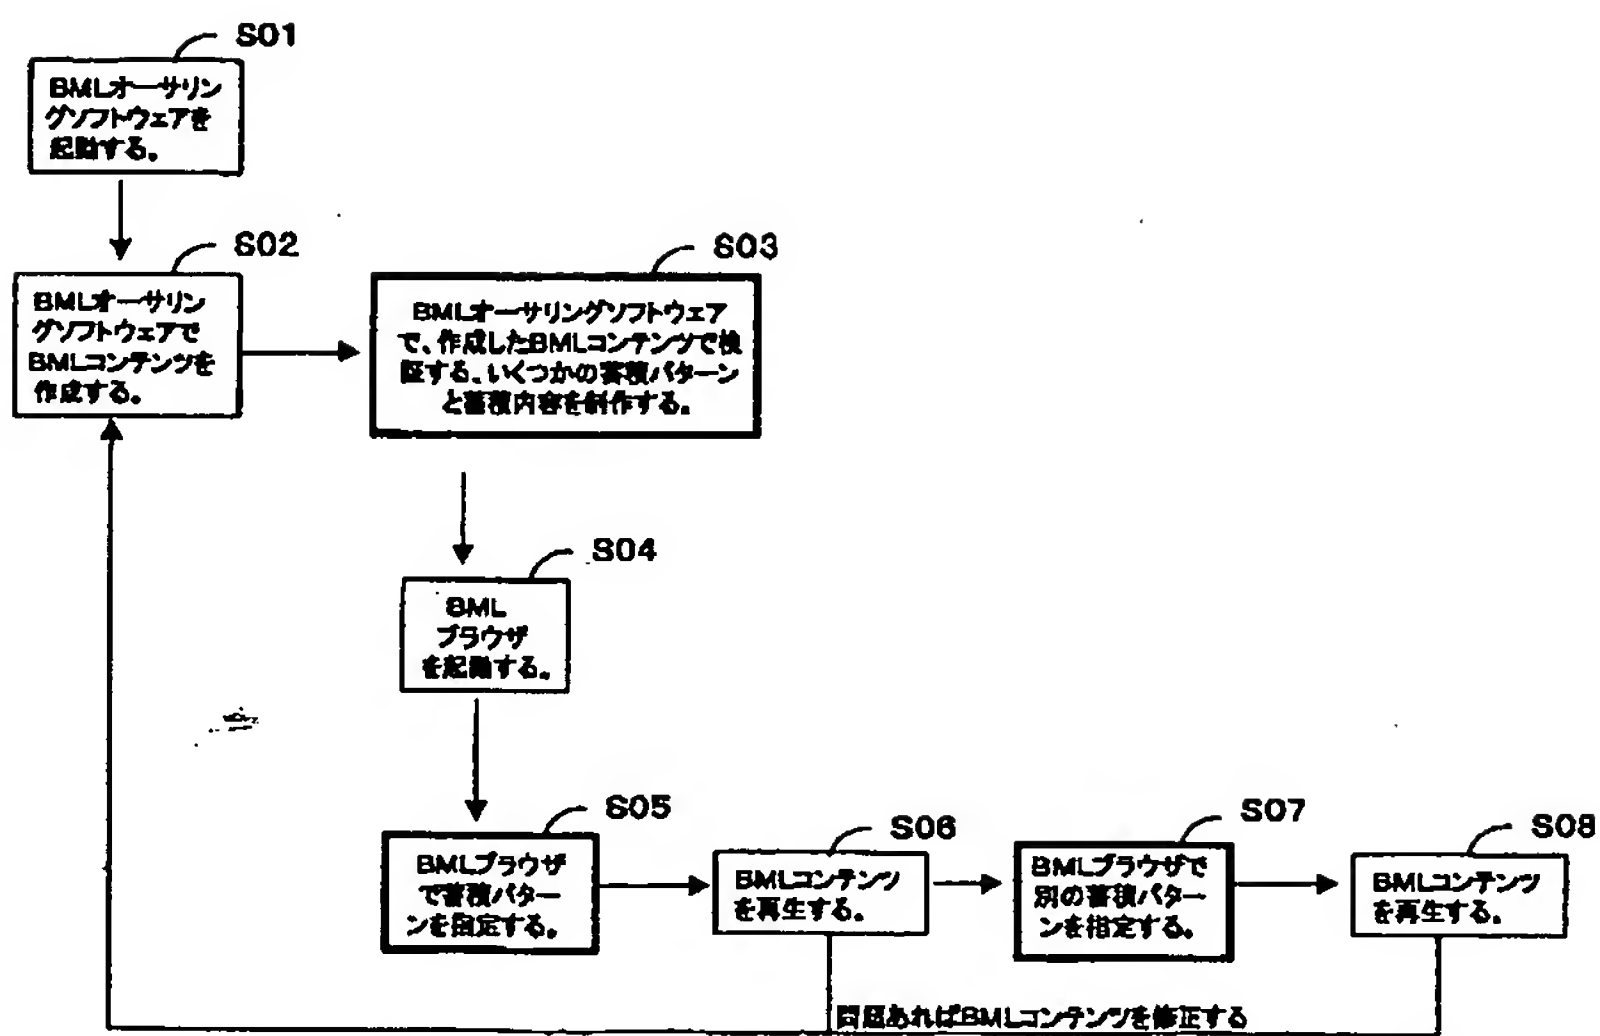 S01
BMLオーサリン
グソフトウェアを
起動する。
S02
BMLオーサリン
グソフトウェアで
BMLコンテンツを
作成する。
S03
BMLオーサリングソフトウェア
で、作成したBMLコンテンツで検
証する、いくつかの蓄積パターン
と蓄積内容を制作する。
S04
BML
ブラウザ
を起動する。
S05
BMLブラウザ
で蓄積パター
ンを指定する。
S06
BMLコンテンツ
を再生する。
S07
BMLブラウザで
別の蓄積パター
ンを指定する。
S08
BMLコンテンツ
を再生する。
問題あればBMLコンテンツを修正する